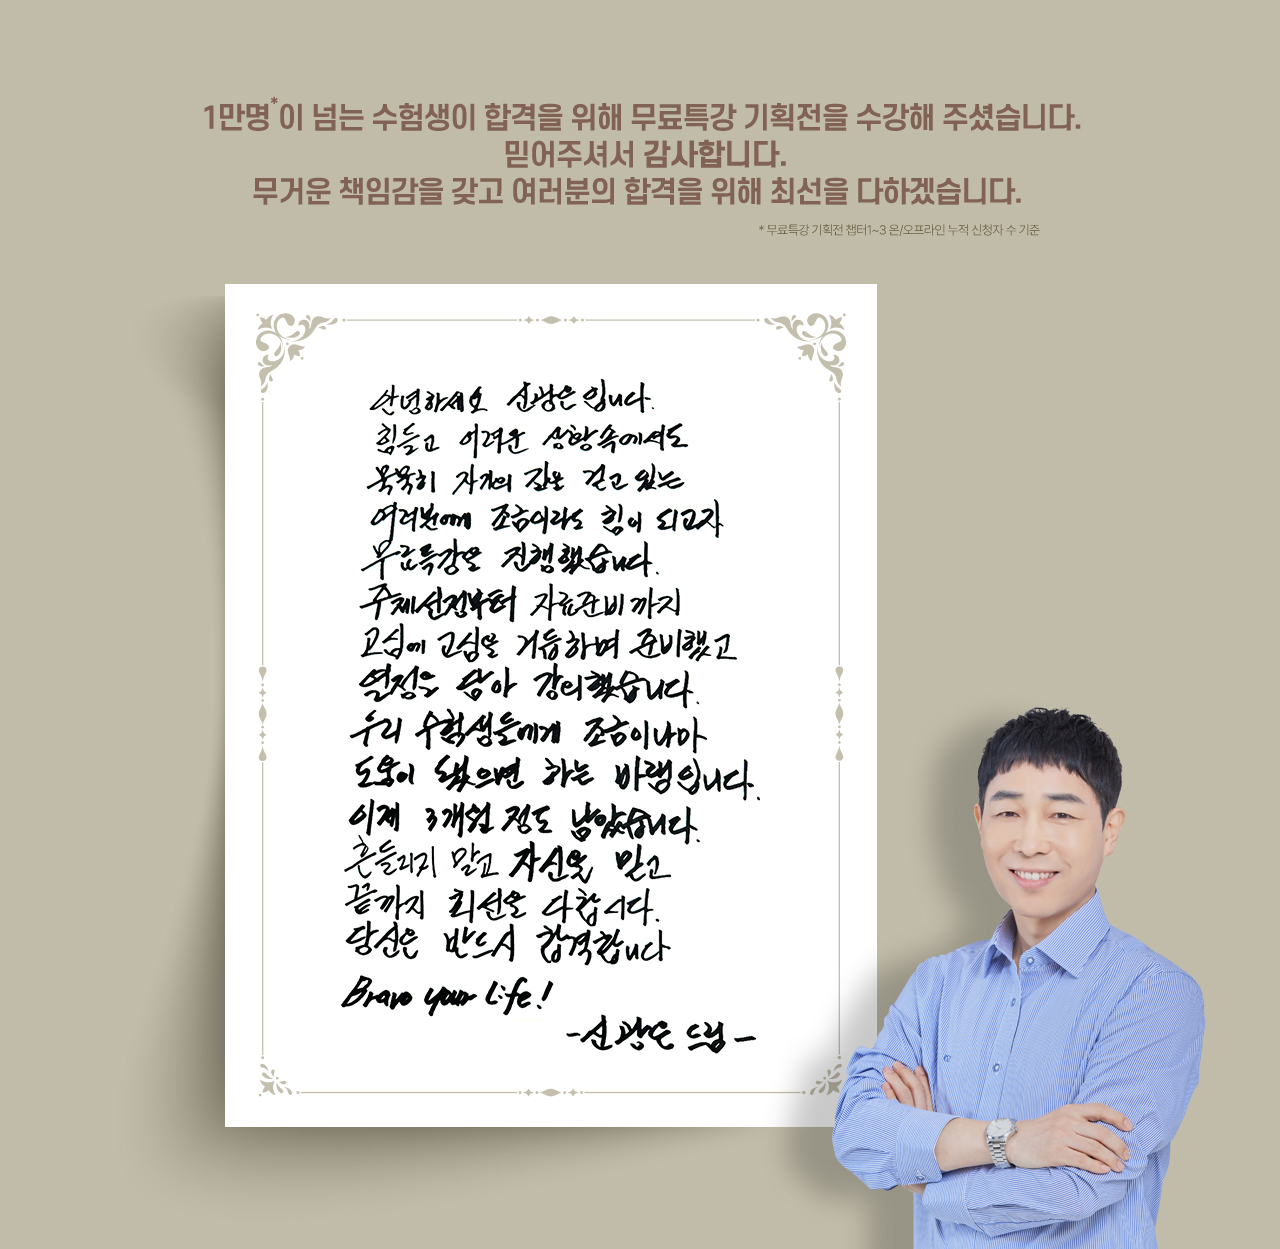 1만명*이 넘는 수험생이 합격을 위해 무료특강 기획전을 수강해 주셨습니다.
믿어주셔서 감사합니다.
무거운 책임감을 갖고 여러분의 합격을 위해 최선을 다하겠습니다.
* 무료특강 기획전 챕터1~3 온/오프라인 누적 신청자 수 기준
안녕하세요 신광은입니다.
힘들고 어려운 상황속에서도
묵묵히 자기의 길을 걷고 있는
여러분에게 조금이라도 힘이 되고자
무료특강을 진행했습니다.
주제선정부터 자료준비까지
고심에 고심을 거듭하며 준비했고
열정을 담아 강의했습니다.
우리 수험생들에게 조금이나마
도움이 됐으면 하는 바램입니다.
이제 3개월 정도 남았습니다.
흔들리지 말고 자신을 믿고
끝까지 최선을 다합시다.
당신은 반드시 합격합니다
Bravo your Life!
-신광은 드림-